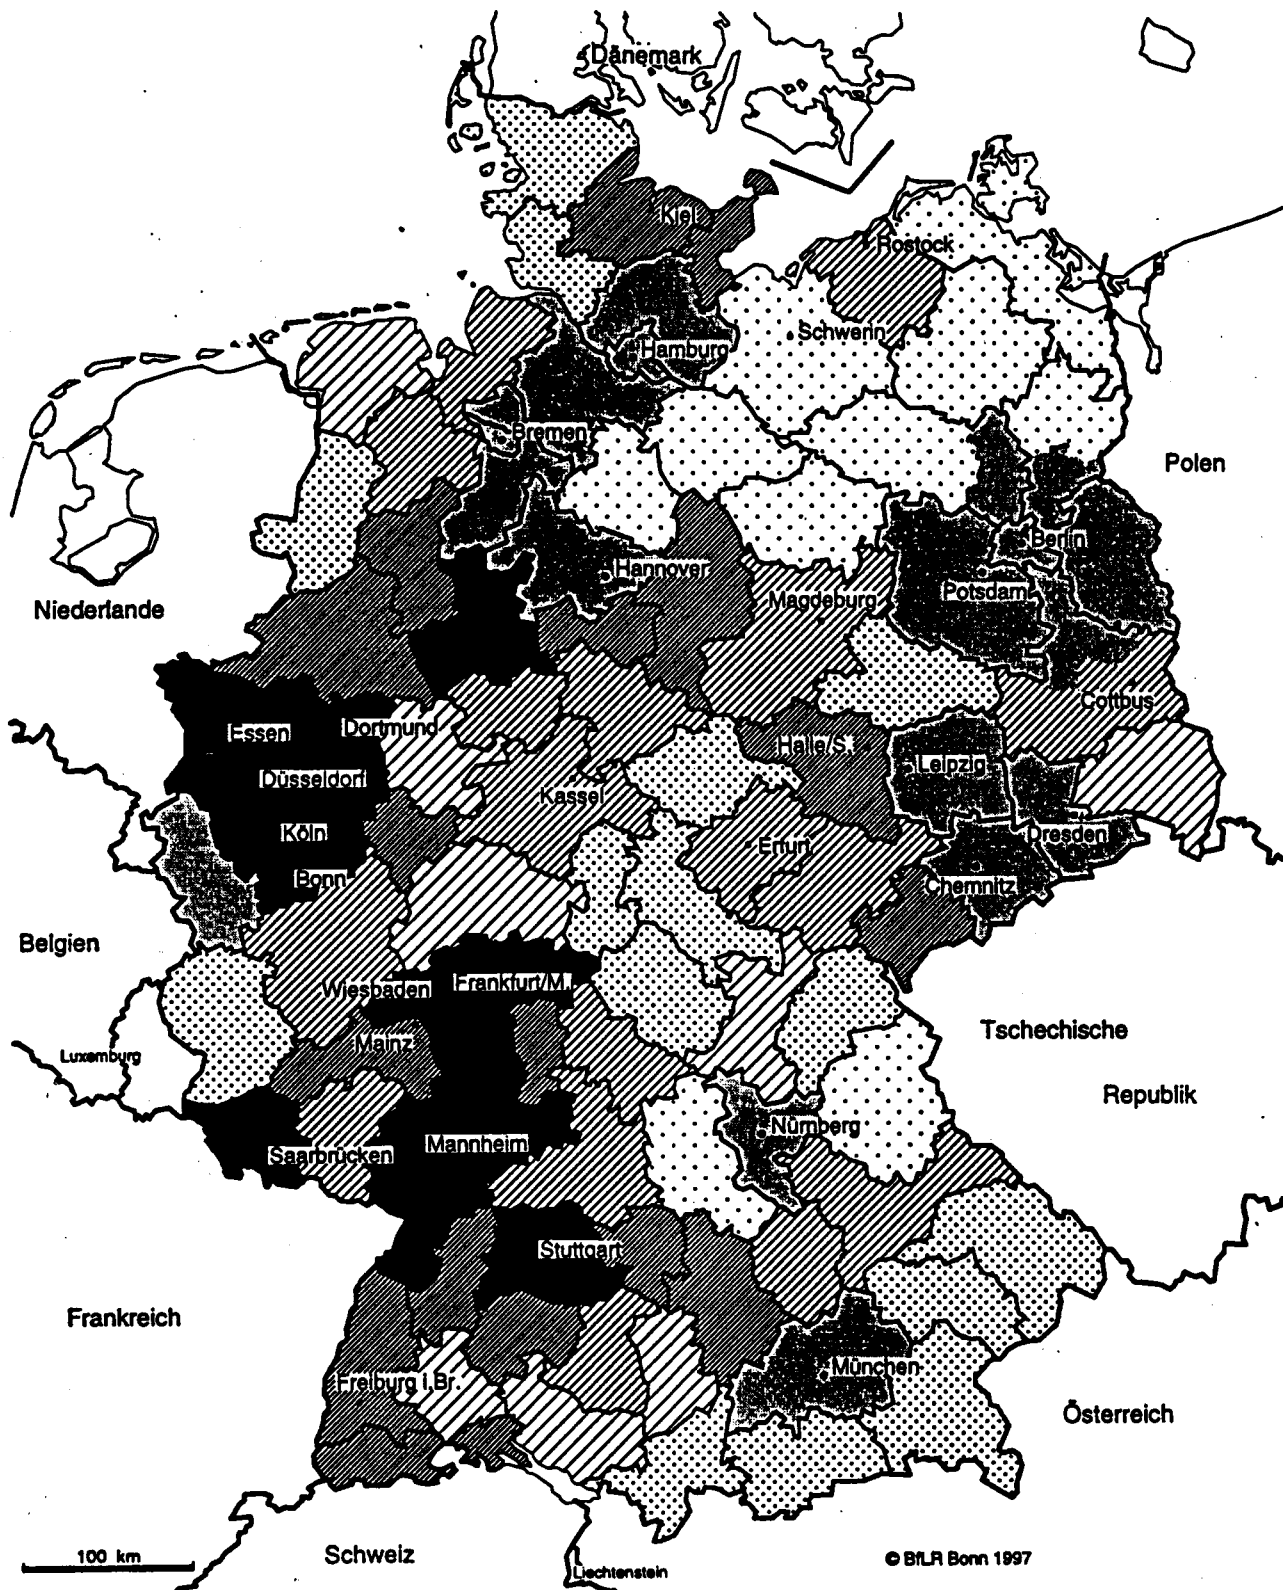 Dänemark
Kiel
Rostock
Schwerin
Hamburg
Bremen
Polen
Berlin
Hannover
Potsdam
Magdeburg
Niederlande
Cottbus
Essen
Dortmund
Halle/S.
Leipzig
Düsseldorf
Kassel
Köln
Dresden
Erfurt
Bonn
Chemnitz
Belgien
Wiesbaden
Frankfurt/M.
Tschechische
Mainz
Luxemburg
Republik
Nürnberg
Mannheim
Saarbrücken
Stuttgart
Frankreich
München
Freiburg i.Br.
Österreich
100 km
Schweiz
© BfLR Bonn 1997
Liechtenstein